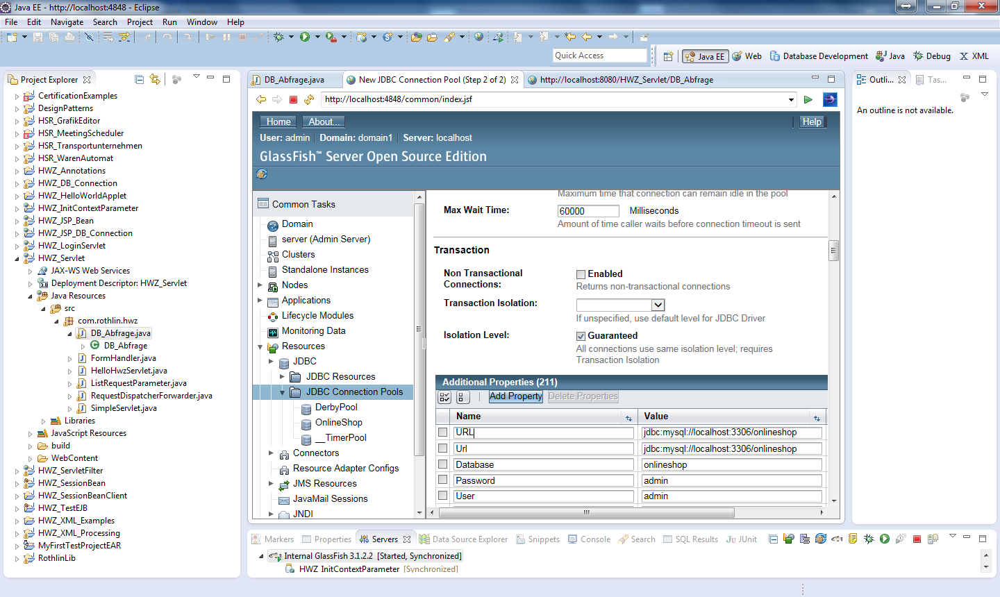 Java EE - http://localhost:4848 - Eclipse
File Edit Navigate Search Project Run Window Help
Quick Access
Java EE Web Database Development Java Debug XML
Project Explorer
CertificationExamples
DesignPatterns
HSR_GrafikEditor
HSR_MeetingScheduler
HSR_Transportunternehmen
HSR_WarenAutomat
HWZ_Annotations
HWZ_DB_Connection
HWZ_HelloWorldApplet
HWZ_InitContextParameter
HWZ_JSP_Bean
HWZ_JSP_DB_Connection
HWZ_LoginServlet
HWZ_Servlet
JAX-WS Web Services
3.0 Deployment Descriptor: HWZ_Servlet
Java Resources
src
com.rothlin.hwz
DB_Abfrage.java
DB_Abfrage
FormHandler.java
HelloHwzServlet.java
ListRequestParameter.java
RequestDispatcherForwarder.java
SimpleServlet.java
Libraries
JavaScript Resources
build
WebContent
HWZ_ServletFilter
HWZ_SessionBean
HWZ_SessionBeanClient
HWZ_TestEJB
HWZ_XML_Examples
HWZ_XML_Processing
MyFirstTestProjectEAR
RothlinLib
DB_Abfrage.java New JDBC Connection Pool (Step 2 of 2) http://localhost:8080/HWZ_Servlet/DB_Abfrage
http://localhost:4848/common/index.jsf
Home About... Help
User: admin Domain: domain1 Server: localhost
GlassFish™ Server Open Source Edition
Common Tasks
Domain
server (Admin Server)
Clusters
Standalone Instances
Nodes
Applications
Lifecycle Modules
Monitoring Data
Resources
JDBC
JDBC Resources
JDBC Connection Pools
DerbyPool
OnlineShop
__TimerPool
Connectors
Resource Adapter Configs
JMS Resources
JavaMail Sessions
JNDI
Maximum time that connection can remain idle in the pool
Max Wait Time: 60000 Milliseconds
Amount of time caller waits before connection timeout is sent
Transaction
Non Transactional Connections: Enabled
Returns non-transactional connections
Transaction Isolation:
If unspecified, use default level for JDBC Driver
Isolation Level: Guaranteed
All connections use same isolation level; requires
Transaction Isolation
Additional Properties (211)
Add Property Delete Properties
Name Value
URL jdbc:mysql://localhost:3306/onlineshop
Url jdbc:mysql://localhost:3306/onlineshop
Database onlineshop
Password admin
User admin
Outli... Tas...
An outline is not available.
Markers Properties Servers Data Source Explorer Snippets Console Search SQL Results JUnit
Internal GlassFish 3.1.2.2 [Started, Synchronized]
HWZ_InitContextParameter [Synchronized]